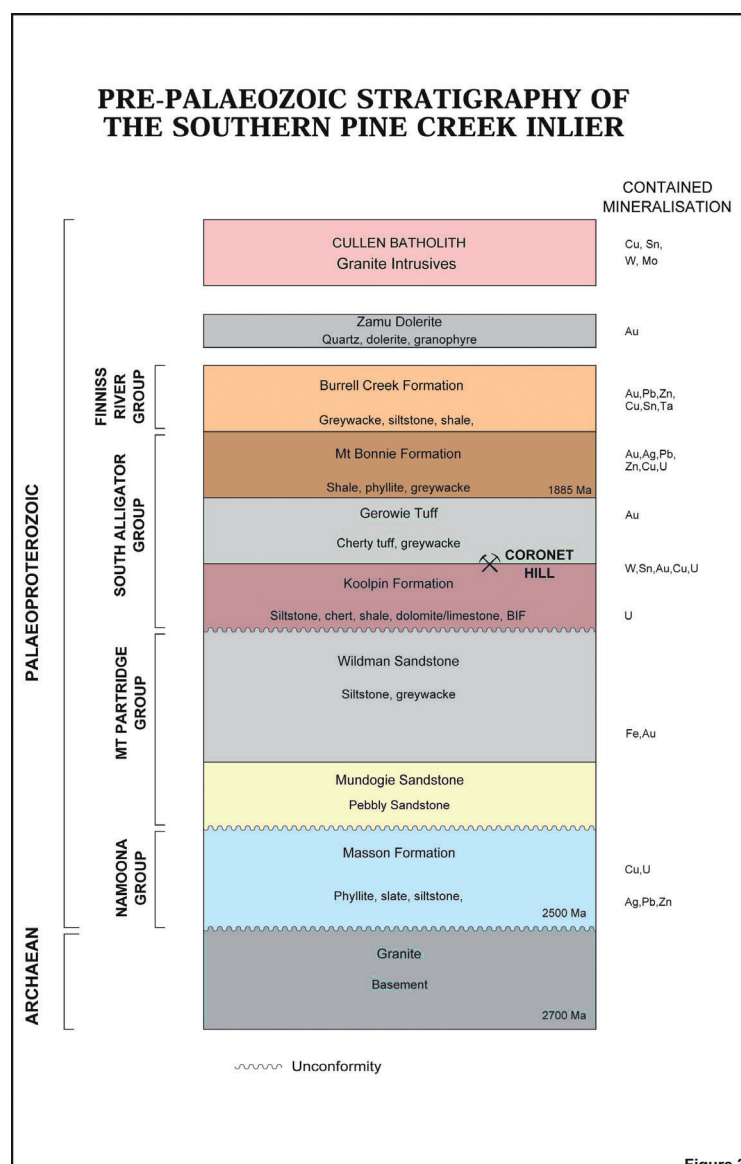 PRE-PALAEOZOIC STRATIGRAPHY OF
THE SOUTHERN PINE CREEK INLIER
CONTAINED
MINERALISATION
CULLEN BATHOLITH
Granite Intrusives
Cu, Sn,
W, Mo
Zamu Dolerite
Quartz, dolerite, granophyre
Au
FINNISS
RIVER
GROUP
Burrell Creek Formation
Greywacke, siltstone, shale,
Au,Pb,Zn,
Cu,Sn,Ta
PALAEOPROTEROZOIC
SOUTH ALLIGATOR
GROUP
Mt Bonnie Formation
Shale, phyllite, greywacke
1885 Ma
Au,Ag,Pb,
Zn,Cu,U
Gerowie Tuff
Cherty tuff, greywacke
Au
CORONET
HILL
W,Sn,Au,Cu,U
Koolpin Formation
Siltstone, chert, shale, dolomite/limestone, BIF
U
MT PARTRIDGE
GROUP
Wildman Sandstone
Siltstone, greywacke
Fe,Au
Mundogie Sandstone
Pebbly Sandstone
NAMOONA
GROUP
Masson Formation
Phyllite, slate, siltstone,
2500 Ma
Cu,U
Ag,Pb,Zn
ARCHAEAN
Granite
Basement
2700 Ma
Unconformity
Figure